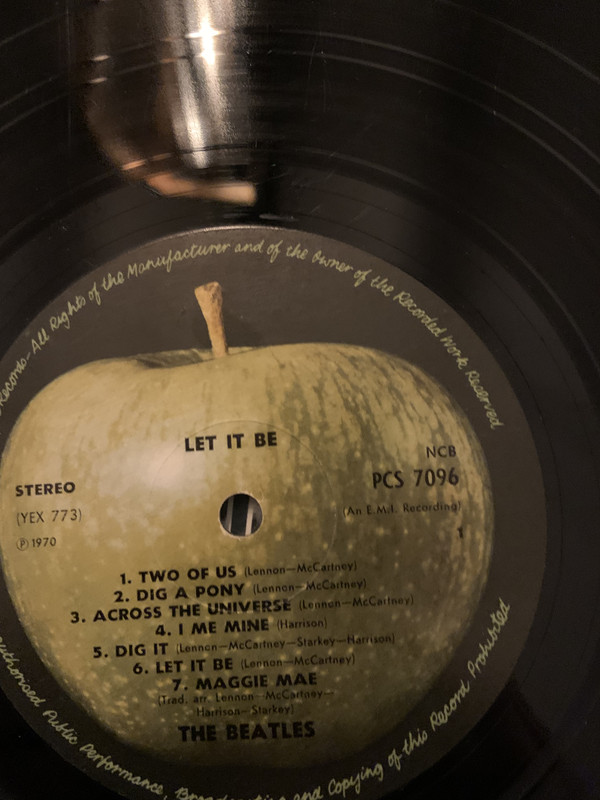 Records-All Rights of the Manufacturer and of the Owner of the Recorded Work Reserved
LET IT BE
NCB
STEREO
PCS 7096
(YEX 773)
(An E.M.I. Recording)
℗ 1970
1
1. TWO OF US (Lennon—McCartney)
2. DIG A PONY (Lennon—McCartney)
3. ACROSS THE UNIVERSE (Lennon—McCartney)
4. I ME MINE (Harrison)
5. DIG IT (Lennon—McCartney—Starkey—Harrison)
6. LET IT BE (Lennon—McCartney)
7. MAGGIE MAE
(Trad. arr. Lennon—McCartney—
Harrison—Starkey)
THE BEATLES
Public Performance, and Copying of this Record Prohibited